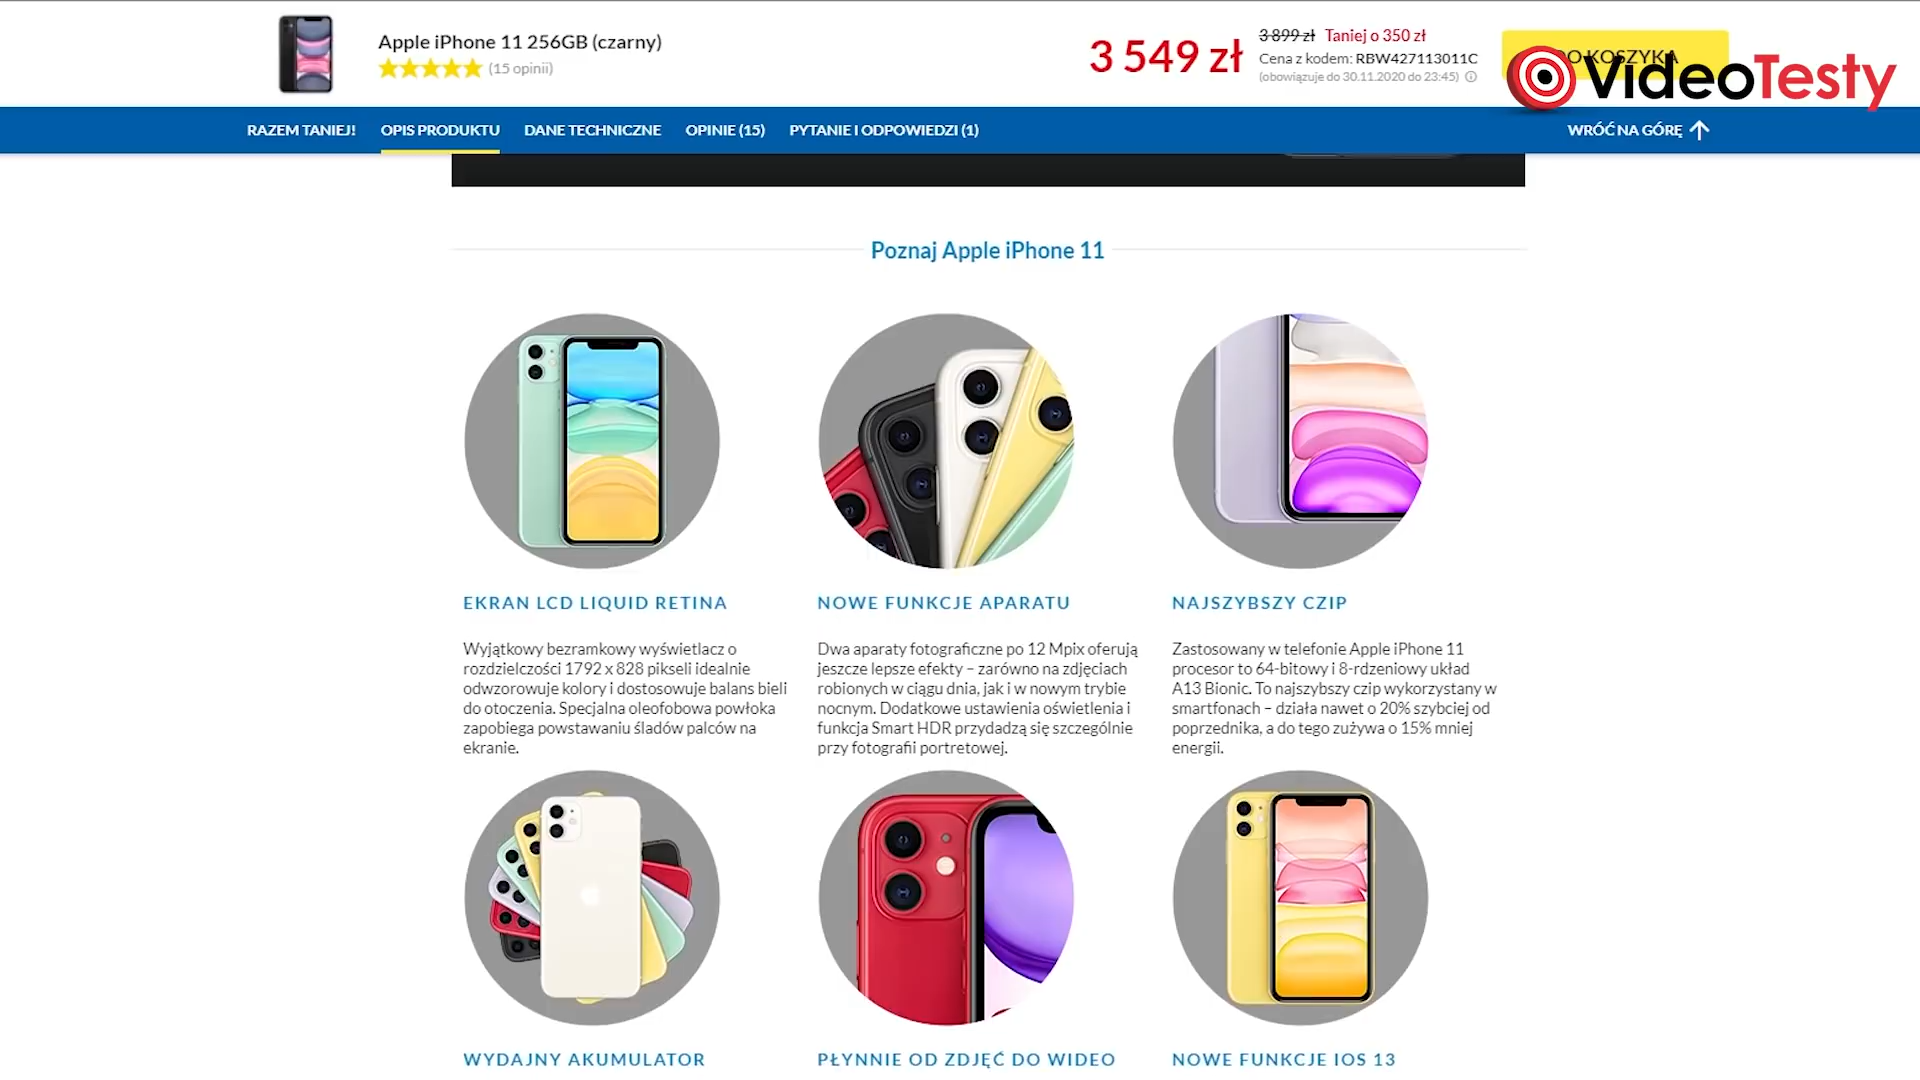 Apple iPhone 11 256GB (czarny)
(15 opinii)
3 549 zł
3 899 zł Taniej o 350 zł
Cena z kodem: RBW427113011C
(obowiązuje do 30.11.2020 do 23:45)
DO KOSZYKA
VideoTesty
RAZEM TANIEJ! OPIS PRODUKTU DANE TECHNICZNE OPINIE (15) PYTANIE I ODPOWIEDZI (1) WRÓĆ NA GÓRĘ
Poznaj Apple iPhone 11
EKRAN LCD LIQUID RETINA
Wyjątkowy bezramkowy wyświetlacz o
rozdzielczości 1792 x 828 pikseli idealnie
odwzorowuje kolory i dostosowuje balans bieli
do otoczenia. Specjalna oleofobowa powłoka
zapobiega powstawaniu śladów palców na
ekranie.
NOWE FUNKCJE APARATU
Dwa aparaty fotograficzne po 12 Mpix oferują
jeszcze lepsze efekty – zarówno na zdjęciach
robionych w ciągu dnia, jak i w nowym trybie
nocnym. Dodatkowe ustawienia oświetlenia i
funkcja Smart HDR przydadzą się szczególnie
przy fotografii portretowej.
NAJSZYBSZY CZIP
Zastosowany w telefonie Apple iPhone 11
procesor to 64-bitowy i 8-rdzeniowy układ
A13 Bionic. To najszybszy czip wykorzystany w
smartfonach – działa nawet o 20% szybciej od
poprzednika, a do tego zużywa o 15% mniej
energii.
WYDAJNY AKUMULATOR
PŁYNNIE OD ZDJĘĆ DO WIDEO
NOWE FUNKCJE IOS 13